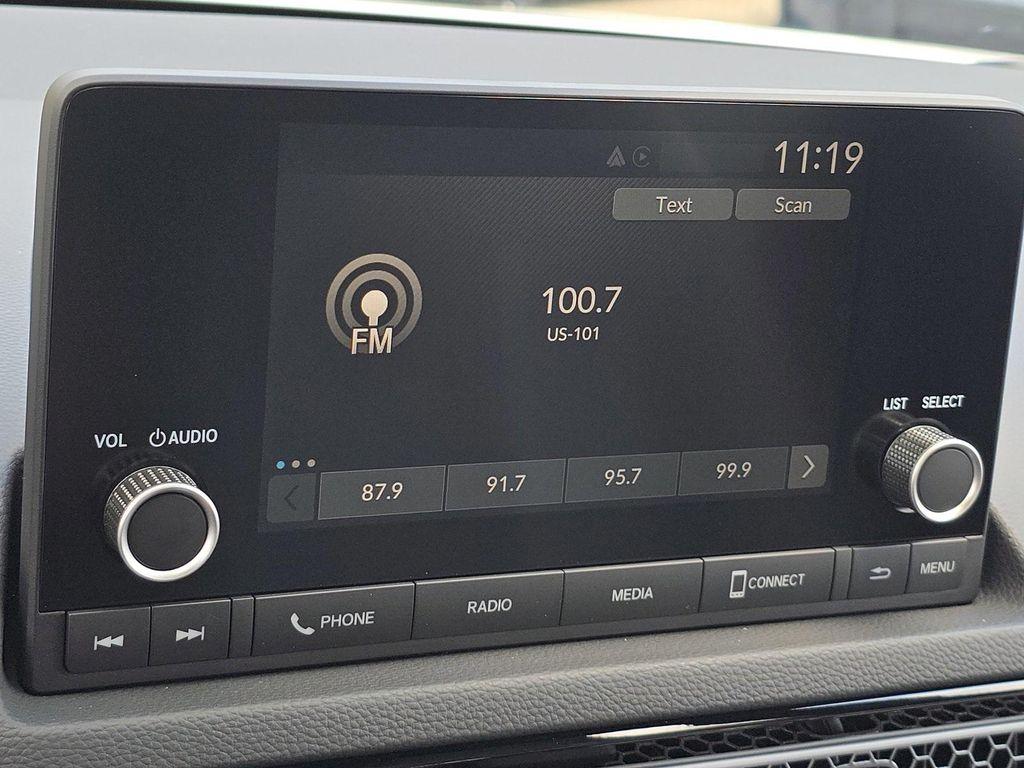 11:19
Text Scan
FM
100.7
US-101
LIST SELECT
VOL AUDIO
87.9 91.7 95.7 99.9
PHONE RADIO MEDIA CONNECT MENU